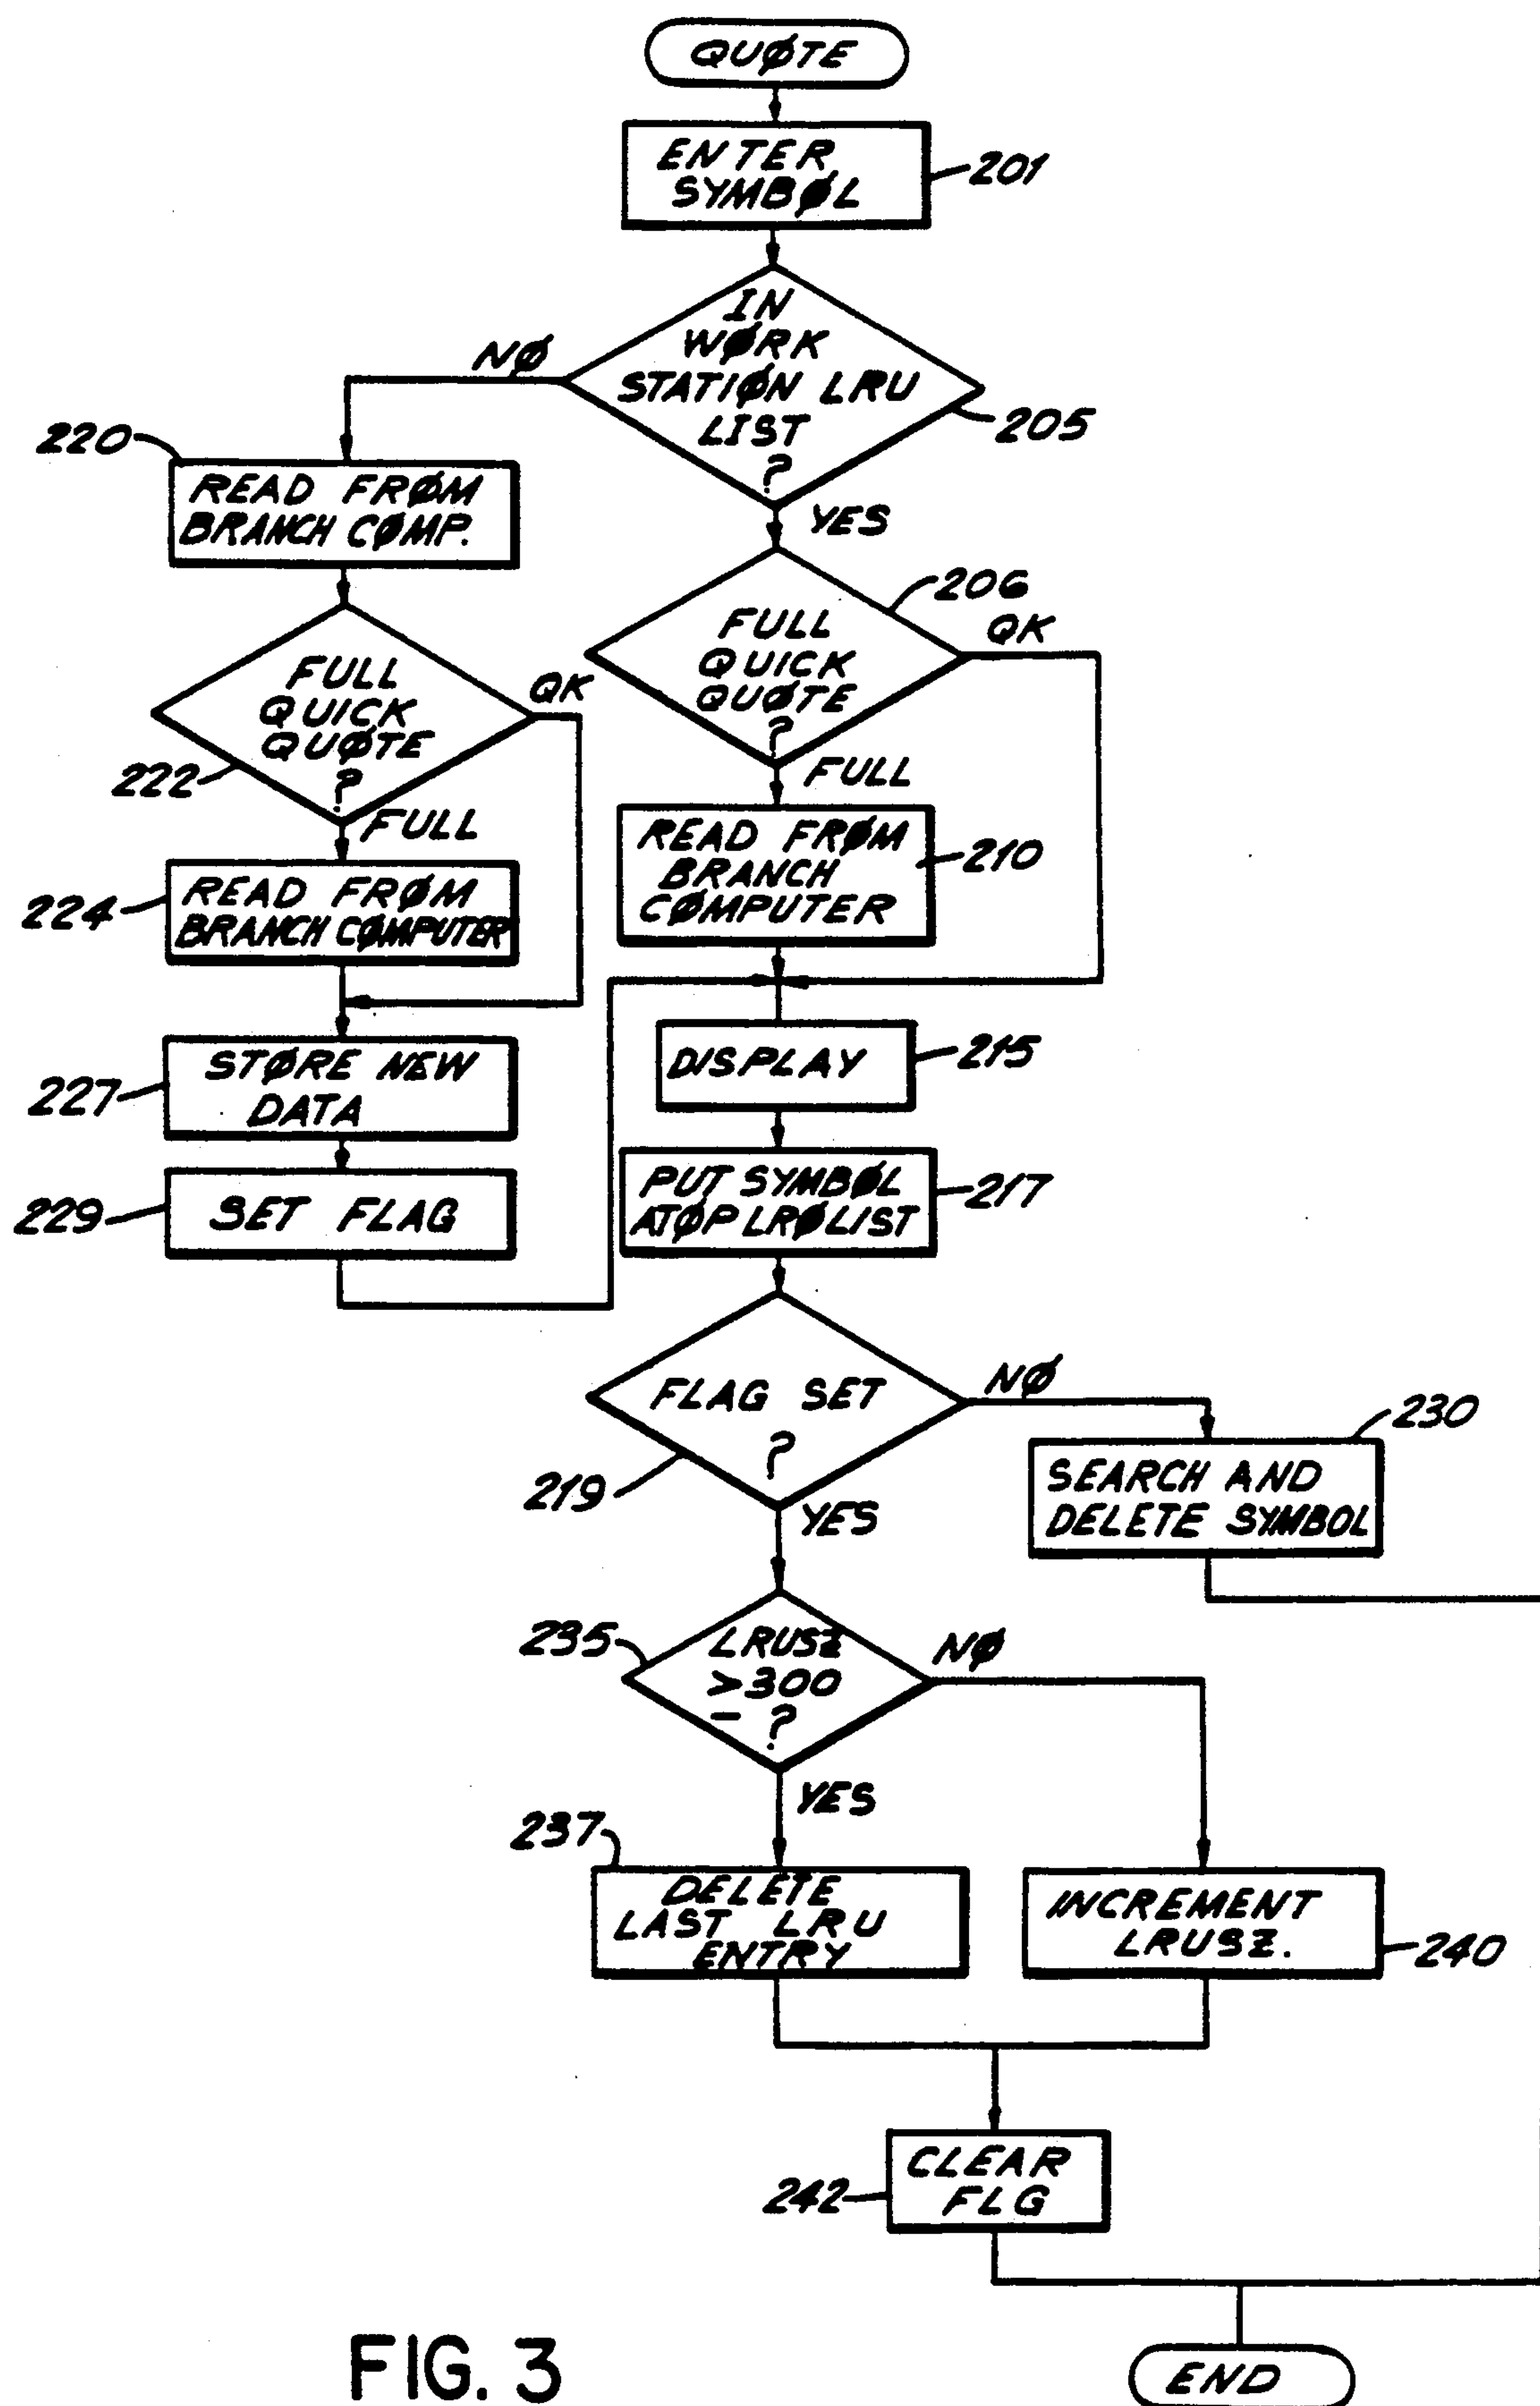 QUØTE
ENTER
SYMBØL
201
IN
WØRK
STATIØN LRU
LIST
?
205
NØ
YES
220
READ FRØM
BRANCH CØMP.
206
FULL
QUICK
QUØTE
?
QK
FULL
FULL
QUICK
QUØTE
?
QK
222
FULL
READ FRØM
BRANCH
CØMPUTER
210
224
READ FRØM
BRANCH CØMPUTER
DISPLAY
215
227
STØRE NEW
DATA
PUT SYMBØL
ATØP LRØ LIST
217
229
SET FLAG
FLAG SET
?
NØ
219
YES
230
SEARCH AND
DELETE SYMBOL
235
LRUSZ
>300
- ?
NØ
YES
237
DELETE
LAST LRU
ENTRY
INCREMENT
LRUSZ.
240
CLEAR
FLG
242
END
FIG. 3